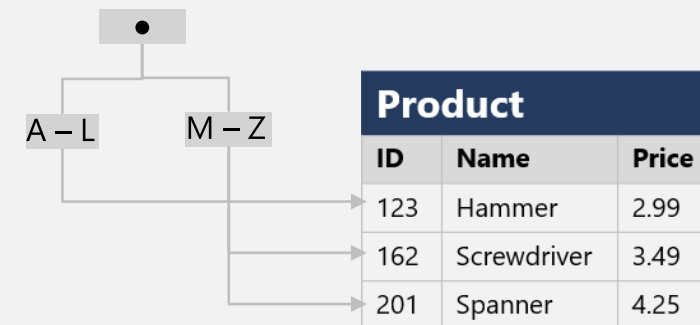 A – L
M – Z
Product
ID Name Price
123 Hammer 2.99
162 Screwdriver 3.49
201 Spanner 4.25